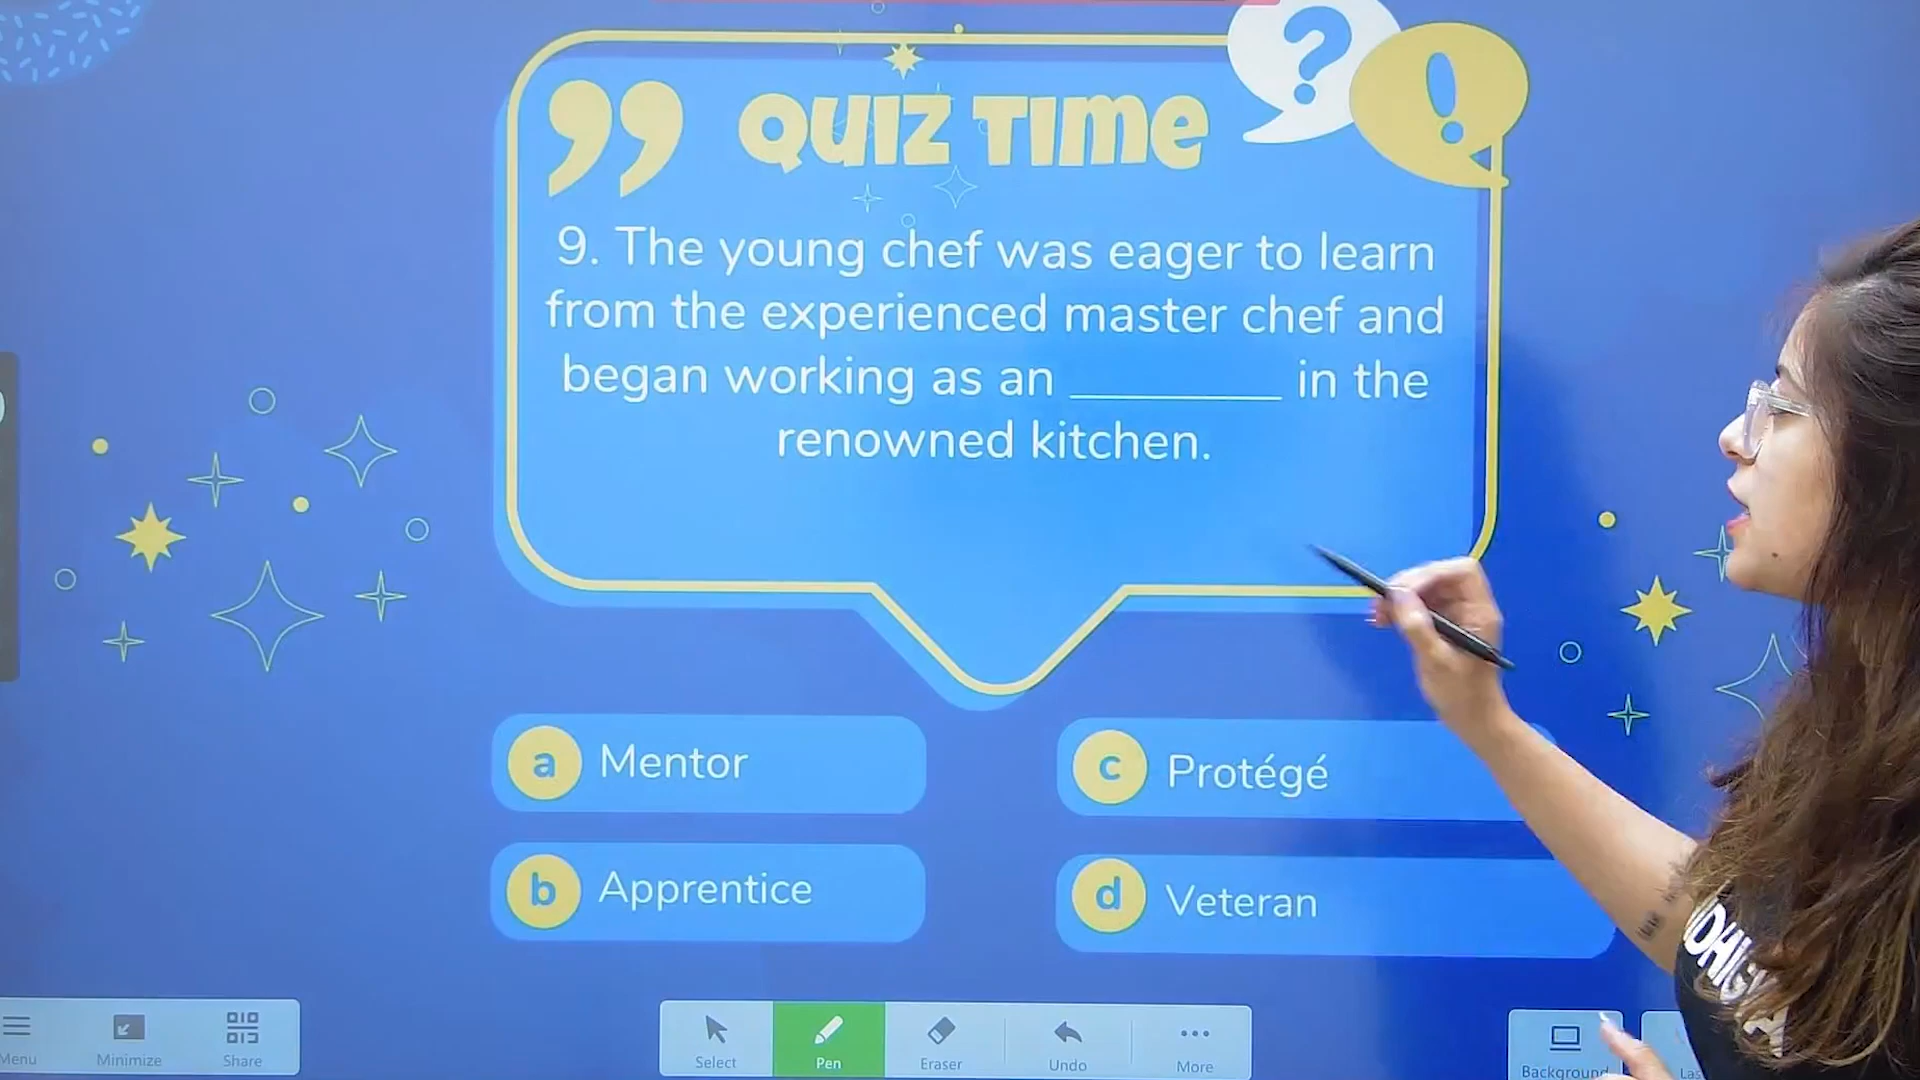 QUIZ TIME
9. The young chef was eager to learn
from the experienced master chef and
began working as an ________ in the
renowned kitchen.
a Mentor
c Protégé
b Apprentice
d Veteran
Menu
Minimize
Share
Select
Pen
Eraser
Undo
More
Background